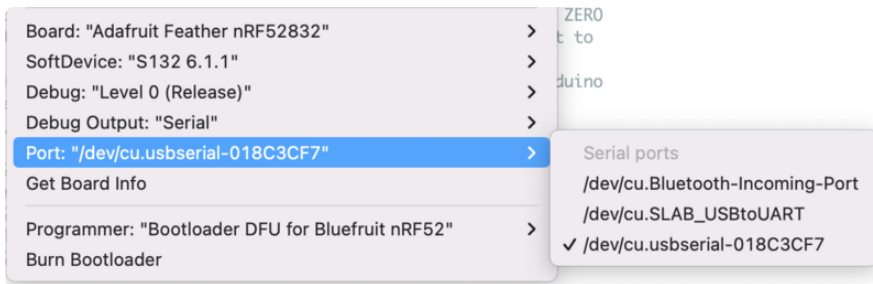 ZERO
Board: "Adafruit Feather nRF52832"
t to
SoftDevice: "S132 6.1.1"
Debug: "Level 0 (Release)"
duino
Debug Output: "Serial"
Port: "/dev/cu.usbserial-018C3CF7"
Get Board Info
Programmer: "Bootloader DFU for Bluefruit nRF52"
Burn Bootloader
Serial ports
/dev/cu.Bluetooth-Incoming-Port
/dev/cu.SLAB_USBtoUART
✓ /dev/cu.usbserial-018C3CF7